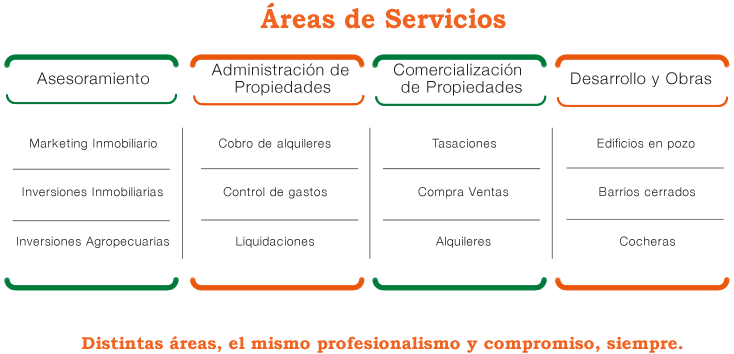 Áreas de Servicios
Asesoramiento
Marketing Inmobiliario
Inversiones Inmobiliarias
Inversiones Agropecuarias
Administración de
Propiedades
Cobro de alquileres
Control de gastos
Liquidaciones
Comercialización
de Propiedades
Tasaciones
Compra Ventas
Alquileres
Desarrollo y Obras
Edificios en pozo
Barrios cerrados
Cocheras
Distintas áreas, el mismo profesionalismo y compromiso, siempre.